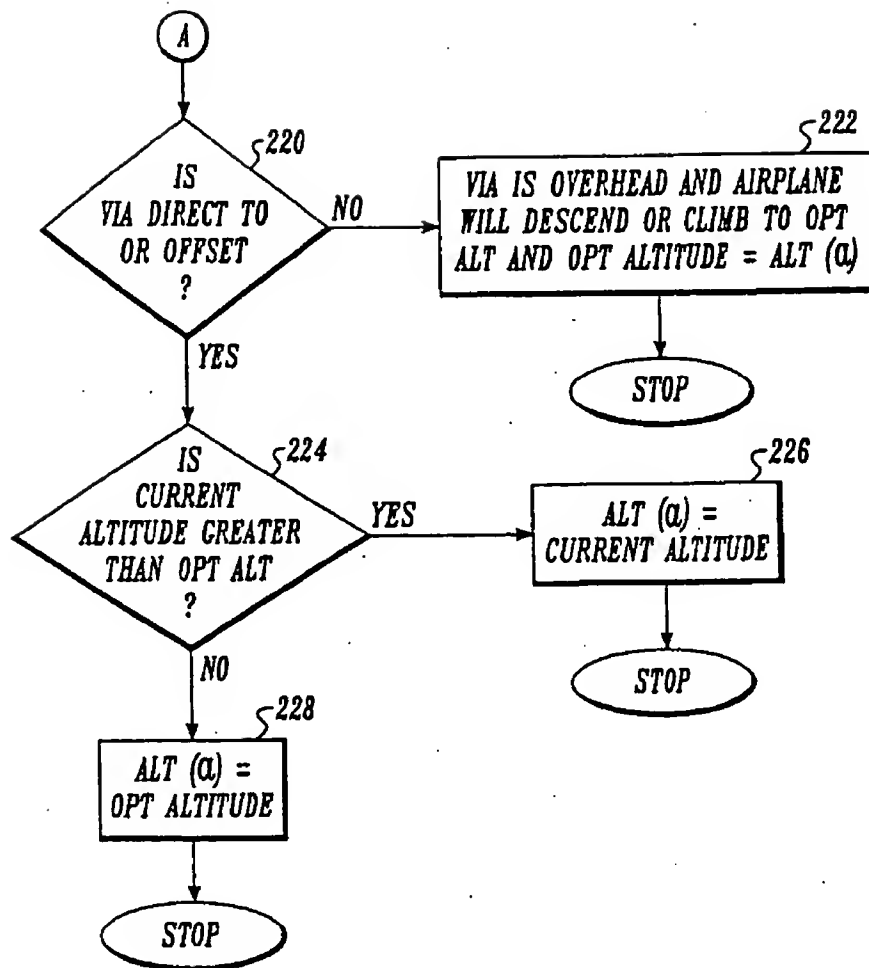 A
220
IS
VIA DIRECT TO
OR OFFSET
?
NO
222
VIA IS OVERHEAD AND AIRPLANE
WILL DESCEND OR CLIMB TO OPT
ALT AND OPT ALTITUDE = ALT (a)
STOP
YES
224
IS
CURRENT
ALTITUDE GREATER
THAN OPT ALT
?
YES
226
ALT (a) =
CURRENT ALTITUDE
STOP
NO
228
ALT (a) =
OPT ALTITUDE
STOP